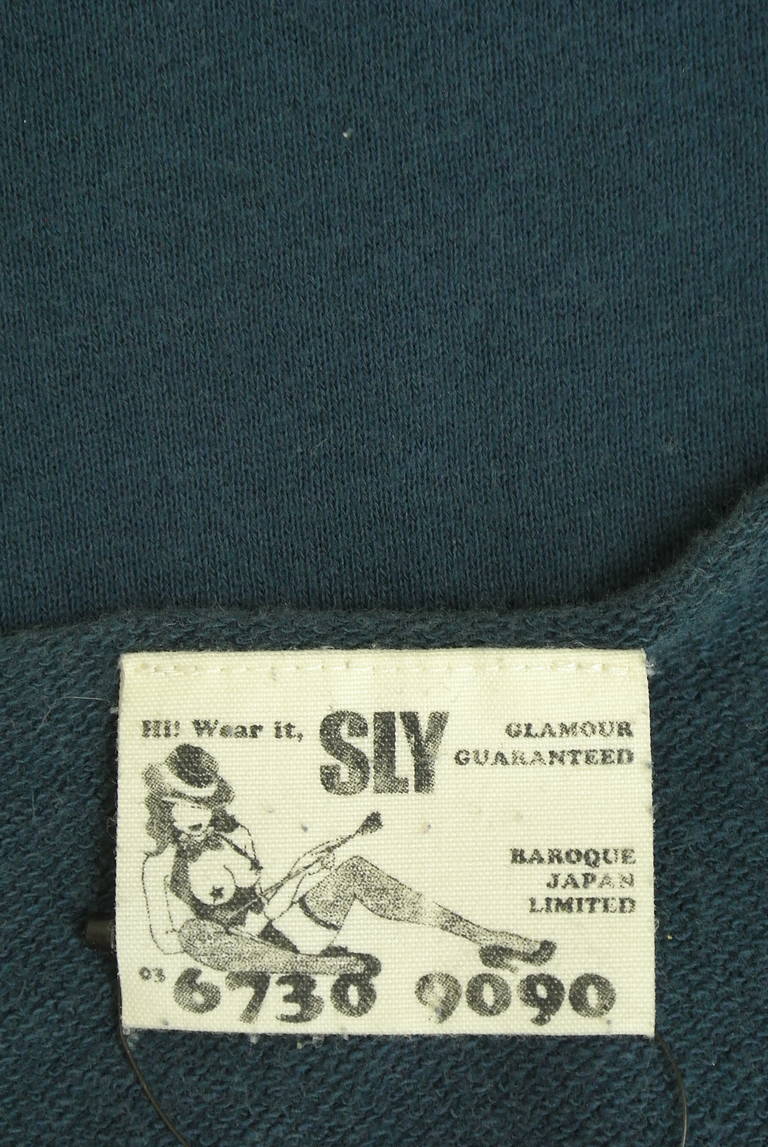 Hi! Wear it, SLY GLAMOUR
GUARANTEED
BAROQUE
JAPAN
LIMITED
03 6730 9090